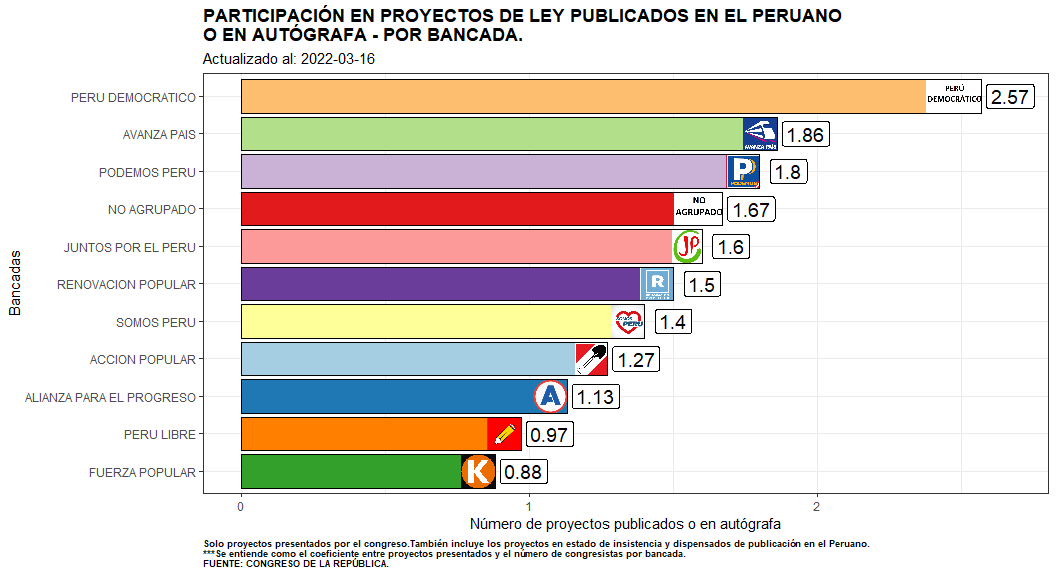 PARTICIPACIÓN EN PROYECTOS DE LEY PUBLICADOS EN EL PERUANO
O EN AUTÓGRAFA - POR BANCADA.
Actualizado al: 2022-03-16
Bancadas
PERU DEMOCRATICO
PERÚ
DEMOCRÁTICO
2.57
AVANZA PAIS
AVANZA PAÍS
1.86
PODEMOS PERU
P
PODEMOS
1.8
NO AGRUPADO
NO
AGRUPADO
1.67
JUNTOS POR EL PERU
JP
1.6
RENOVACION POPULAR
R
1.5
SOMOS PERU
SOMOS
PERU
1.4
ACCION POPULAR
1.27
ALIANZA PARA EL PROGRESO
A
1.13
PERU LIBRE
0.97
FUERZA POPULAR
K
0.88
0
1
2
Número de proyectos publicados o en autógrafa
Solo proyectos presentados por el congreso.También incluye los proyectos en estado de insistencia y dispensados de publicación en el Peruano.
***Se entiende como el coeficiente entre proyectos presentados y el número de congresistas por bancada.
FUENTE: CONGRESO DE LA REPÚBLICA.